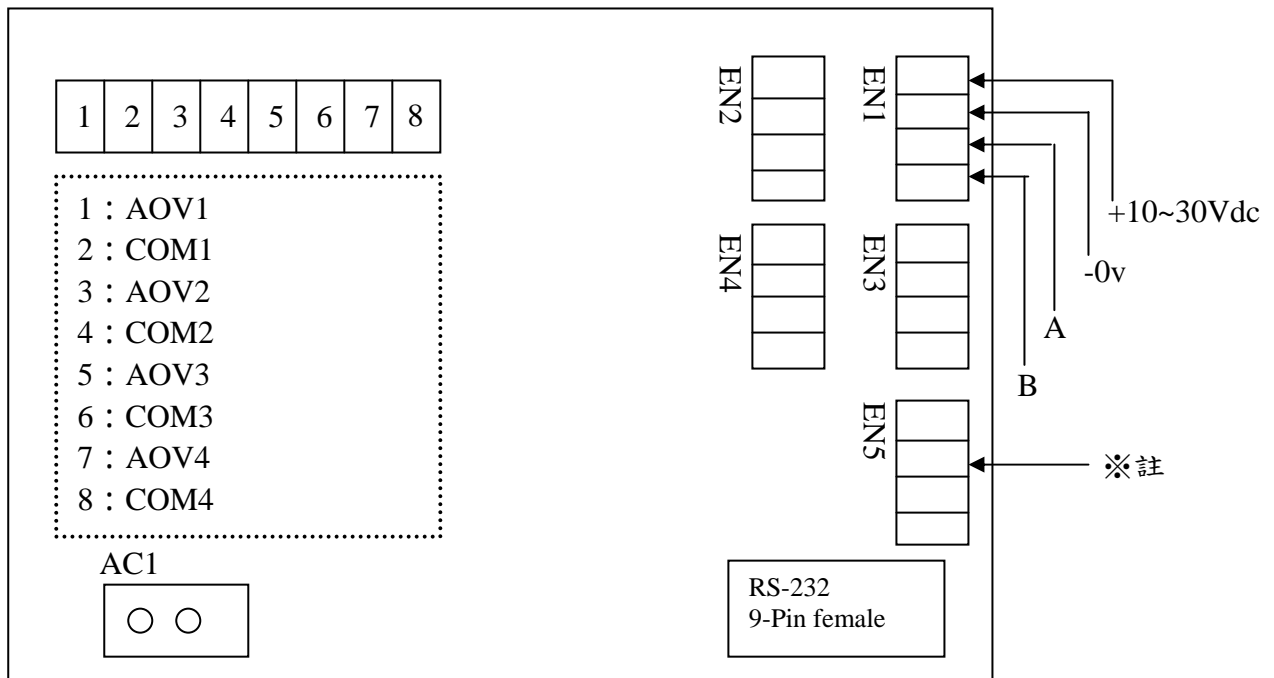 1 2 3 4 5 6 7 8
1：AOV1
2：COM1
3：AOV2
4：COM2
5：AOV3
6：COM3
7：AOV4
8：COM4
AC1
EN2
EN1
EN4
EN3
EN5
+10~30Vdc
-0v
A
B
※註
RS-232
9-Pin female